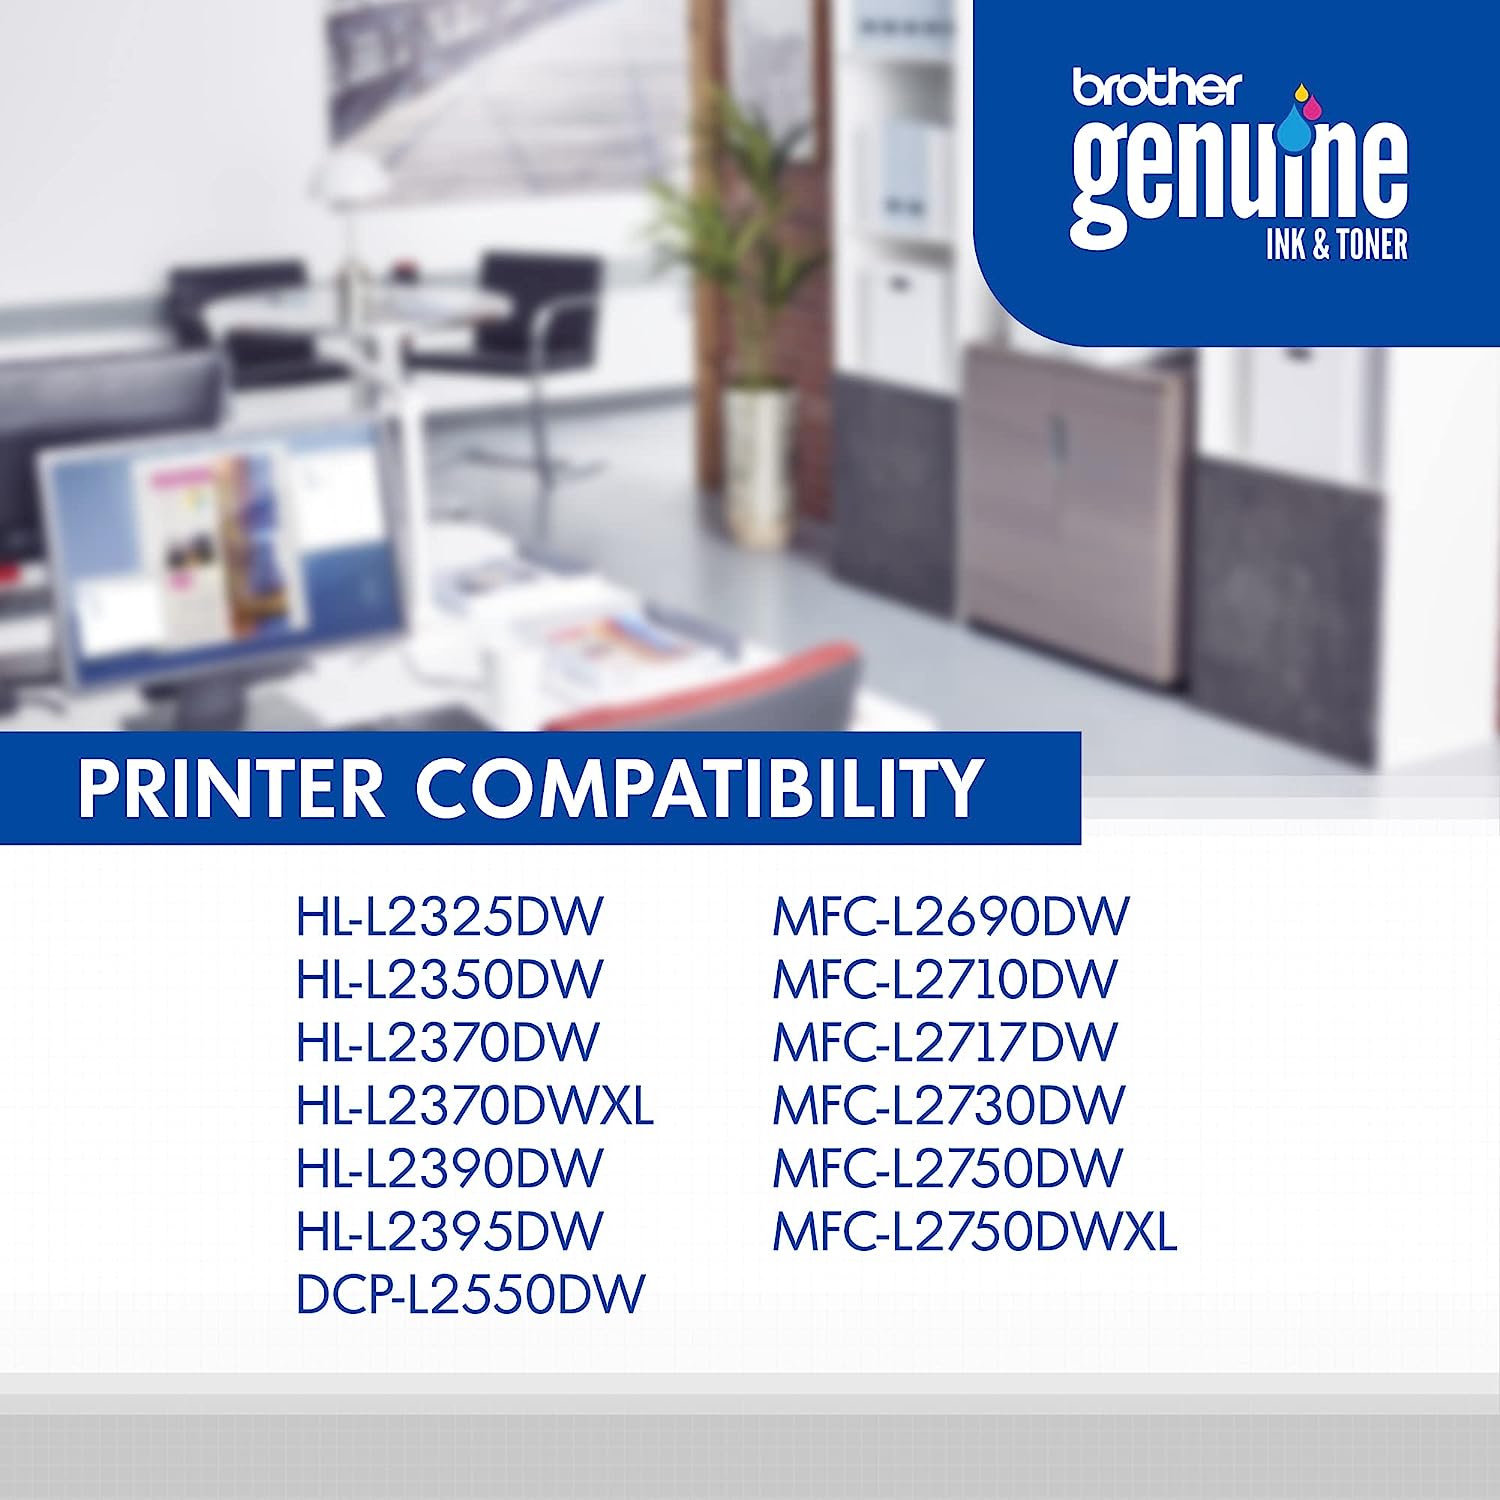 brother
genuine
INK & TONER
PRINTER COMPATIBILITY
HL-L2325DW
HL-L2350DW
HL-L2370DW
HL-L2370DWXL
HL-L2390DW
HL-L2395DW
DCP-L2550DW
MFC-L2690DW
MFC-L2710DW
MFC-L2717DW
MFC-L2730DW
MFC-L2750DW
MFC-L2750DWXL